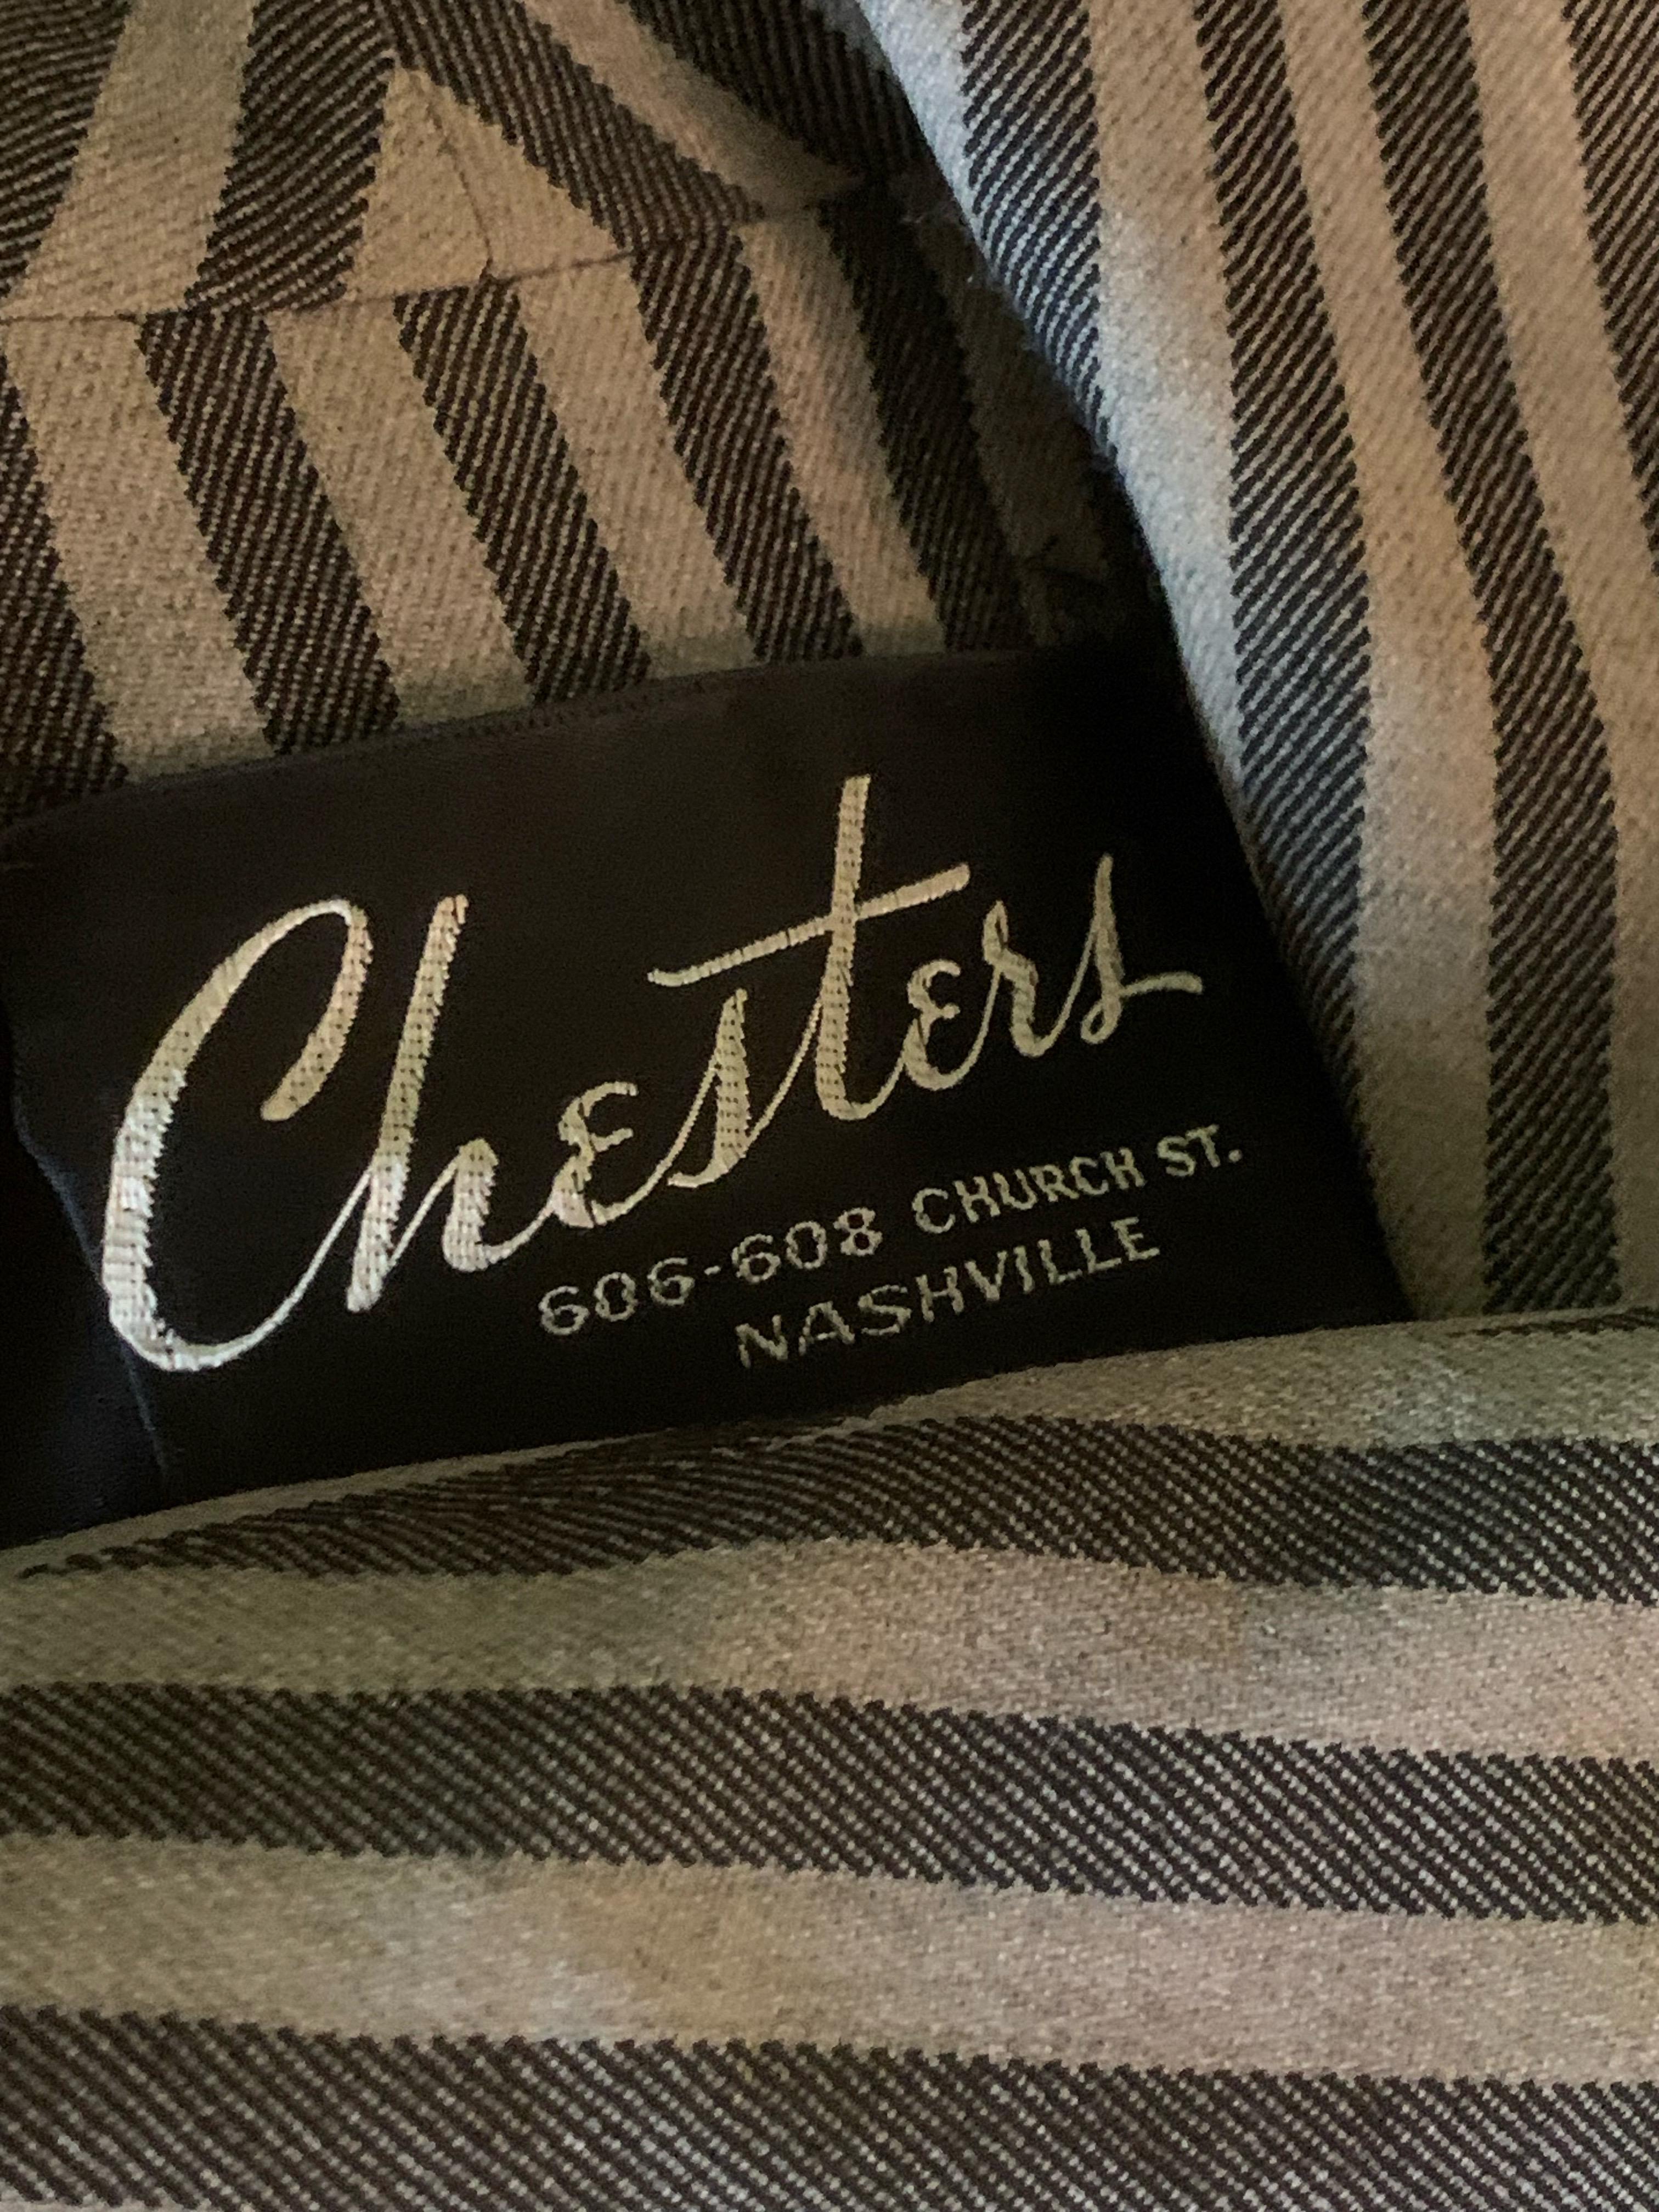 Chesters
606-608 CHURCH ST.
NASHVILLE